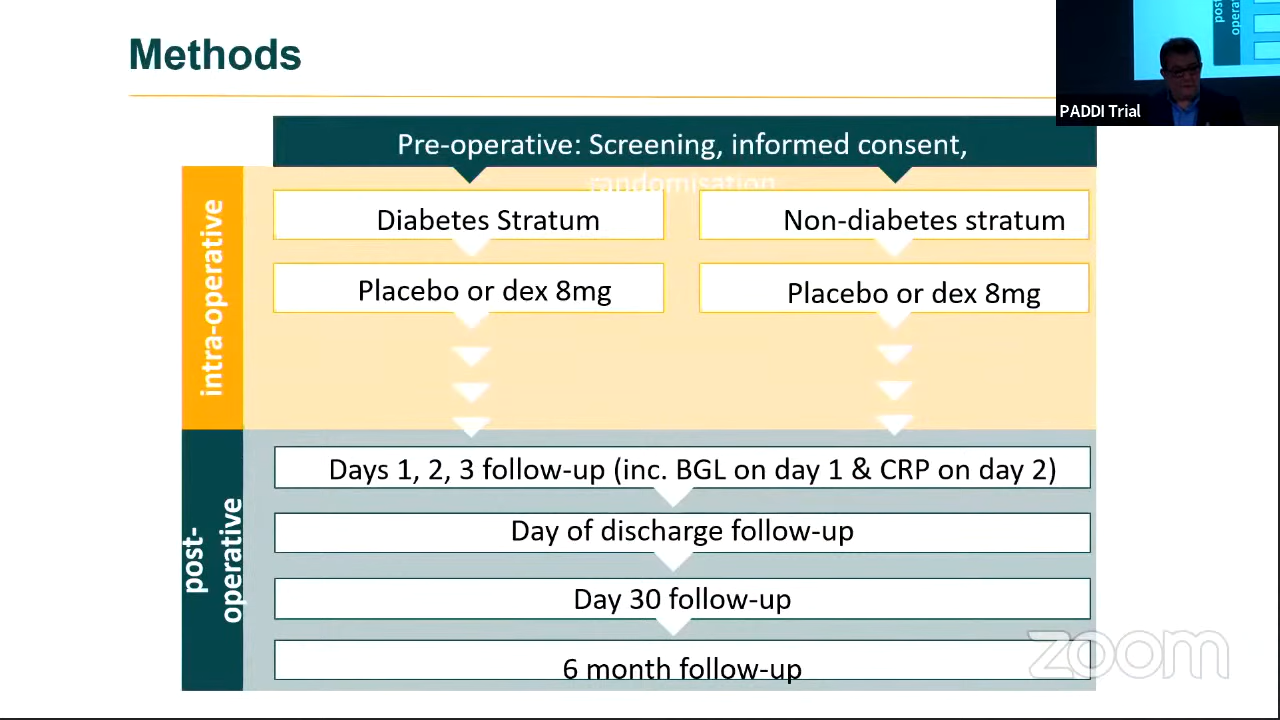 Methods
post
opera
PADDI Trial
Pre-operative: Screening, informed consent,
randomisation
intra-operative
Diabetes Stratum
Non-diabetes stratum
Placebo or dex 8mg
Placebo or dex 8mg
post-
operative
Days 1, 2, 3 follow-up (inc. BGL on day 1 & CRP on day 2)
Day of discharge follow-up
Day 30 follow-up
6 month follow-up
zoom